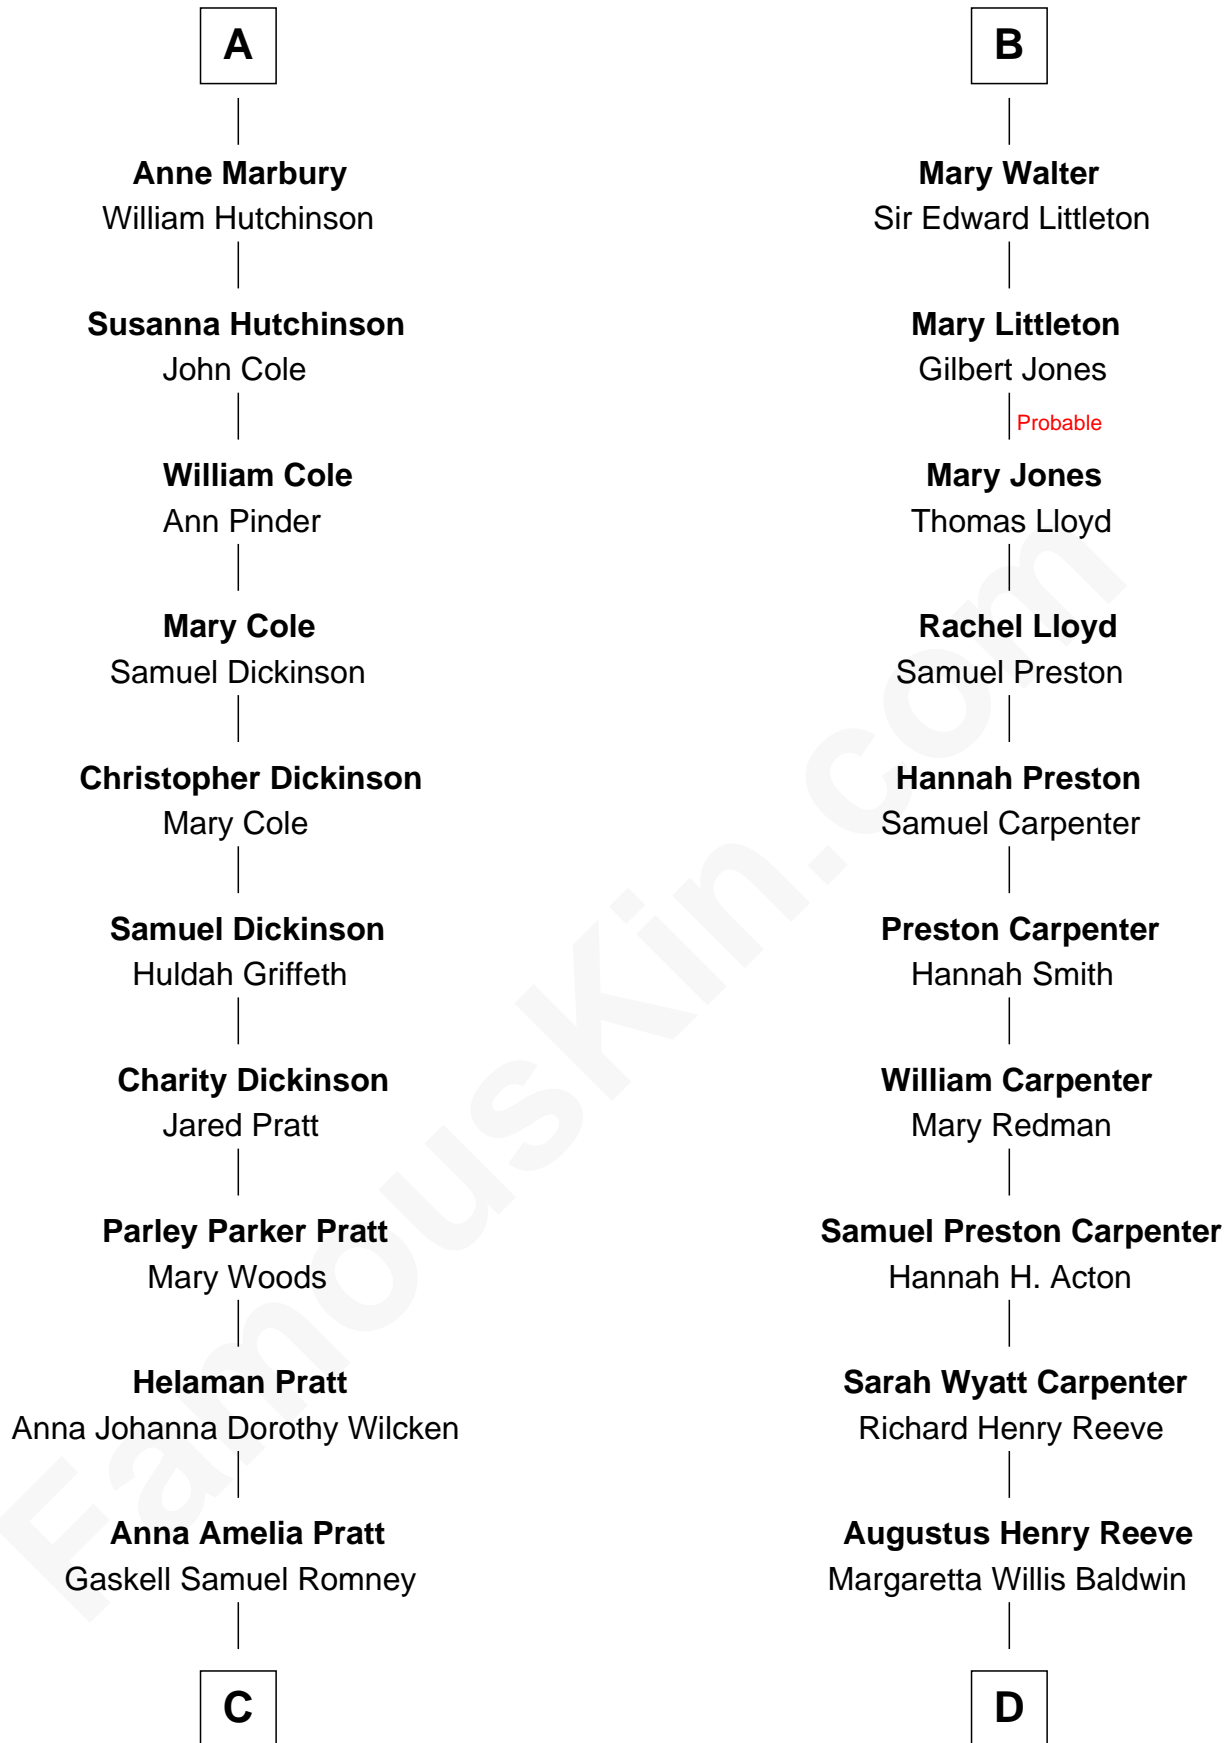 A
Anne Marbury
William Hutchinson
Susanna Hutchinson
John Cole
William Cole
Ann Pinder
Mary Cole
Samuel Dickinson
Christopher Dickinson
Mary Cole
Samuel Dickinson
Huldah Griffeth
Charity Dickinson
Jared Pratt
Parley Parker Pratt
Mary Woods
Helaman Pratt
Anna Johanna Dorothy Wilcken
Anna Amelia Pratt
Gaskell Samuel Romney
C
B
Mary Walter
Sir Edward Littleton
Mary Littleton
Gilbert Jones
Probable
Mary Jones
Thomas Lloyd
Rachel Lloyd
Samuel Preston
Hannah Preston
Samuel Carpenter
Preston Carpenter
Hannah Smith
William Carpenter
Mary Redman
Samuel Preston Carpenter
Hannah H. Acton
Sarah Wyatt Carpenter
Richard Henry Reeve
Augustus Henry Reeve
Margaretta Willis Baldwin
D
FamousKin.com